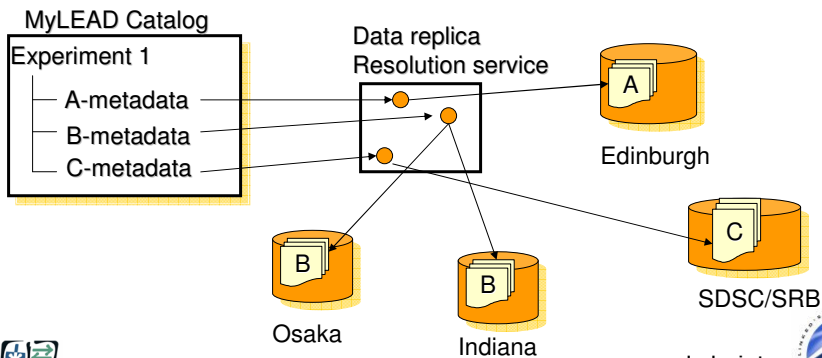 MyLEAD Catalog
Experiment 1
A-metadata
B-metadata
C-metadata
Data replica
Resolution service
A
Edinburgh
C
SDSC/SRB
B
Osaka
B
Indiana